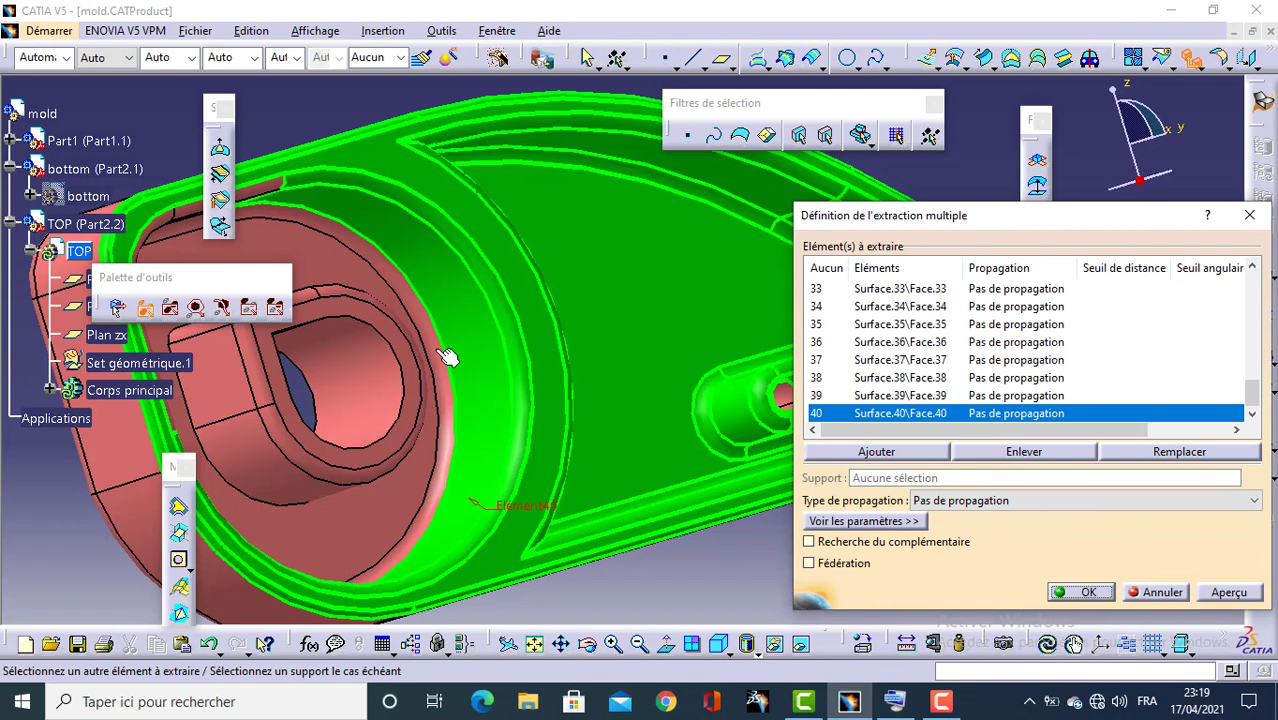 CATIA V5 - [mold.CATProduct]
Démarrer ENOVIA V5 VPM Fichier Edition Affichage Insertion Outils Fenêtre Aide
Automa Auto Auto Auto Aut Aut Aucun
S
Filtres de sélection
F
z
x y
mold
Part1 (Part1.1)
bottom (Part2.1)
bottom
TOP (Part2.2)
TOP
Palette d'outils
Plan zx
Set géométrique.1
Corps principal
Applications
M
Définition de l'extraction multiple
?
Elément(s) à extraire
Aucun Eléments Propagation Seuil de distance Seuil angulair
33 Surface.33\Face.33 Pas de propagation
34 Surface.34\Face.34 Pas de propagation
35 Surface.35\Face.35 Pas de propagation
36 Surface.36\Face.36 Pas de propagation
37 Surface.37\Face.37 Pas de propagation
38 Surface.38\Face.38 Pas de propagation
39 Surface.39\Face.39 Pas de propagation
40 Surface.40\Face.40 Pas de propagation
Ajouter Enlever Remplacer
Support : Aucune sélection
Type de propagation : Pas de propagation
Voir les paramètres >>
Recherche du complémentaire
Fédération
OK Annuler Aperçu
Sélectionnez un autre élément à extraire / Sélectionnez un support le cas échéant
CATIA
Taper ici pour rechercher
FRA
23:19
17/04/2021